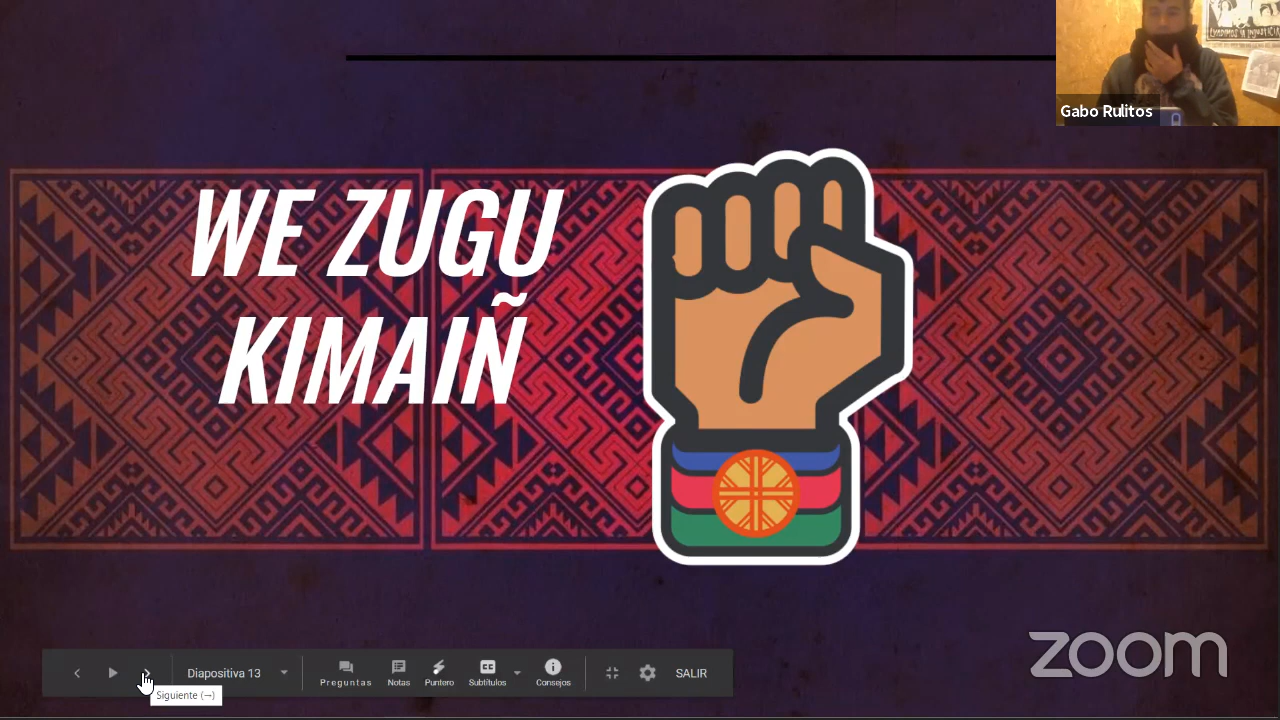 Gabo Rulitos
WE ZUGU
KIMAIÑ
zoom
Diapositiva 13
Preguntas
Notas
Puntero
Subtítulos
Consejos
SALIR
Siguiente (→)